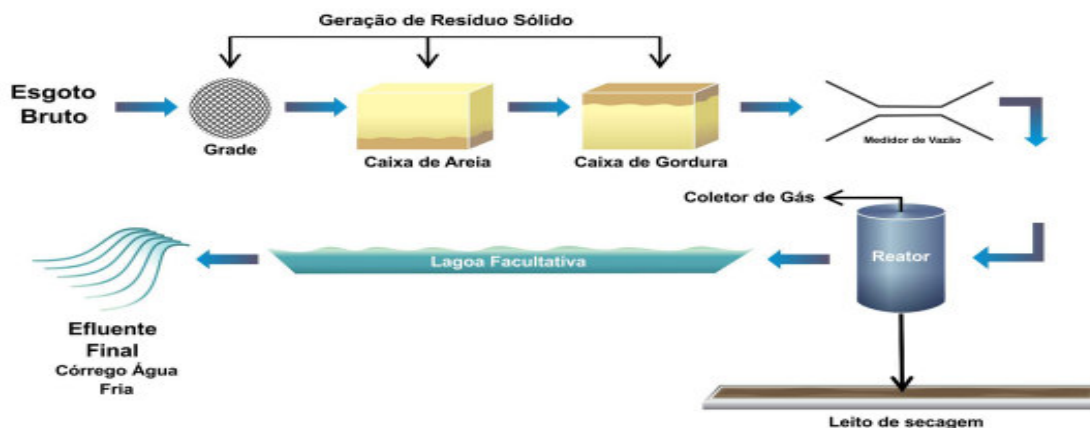 Geração de Resíduo Sólido
Esgoto
Bruto
Grade
Caixa de Areia
Caixa de Gordura
Medidor de Vazão
Coletor de Gás
Reator
Lagoa Facultativa
Efluente
Final
Córrego Água
Fria
Leito de secagem